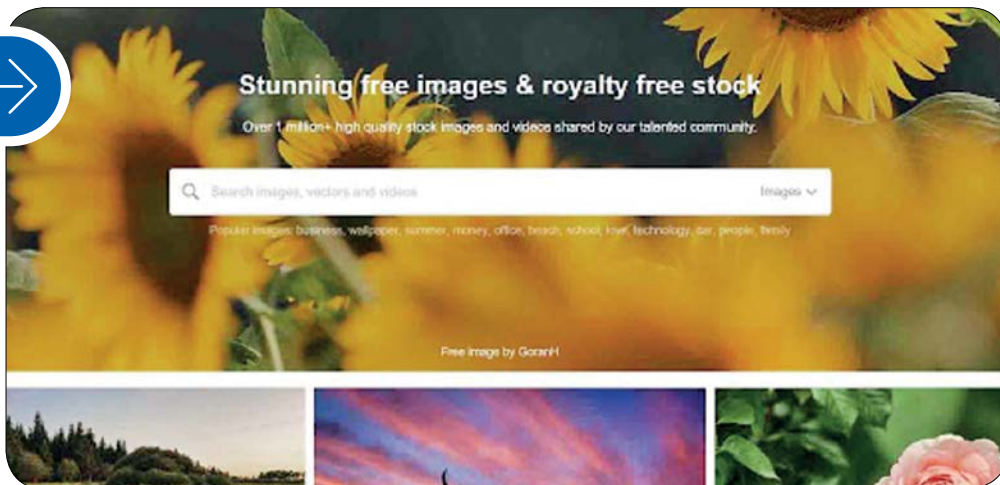 Stunning free images & royalty free stock
Over 1 million+ high quality stock images and videos shared by our talented community.
Search images, vectors and videos
Images
Popular images: business, wallpaper, summer, money, office, beach, school, love, technology, car, people, family
Free image by GoranH